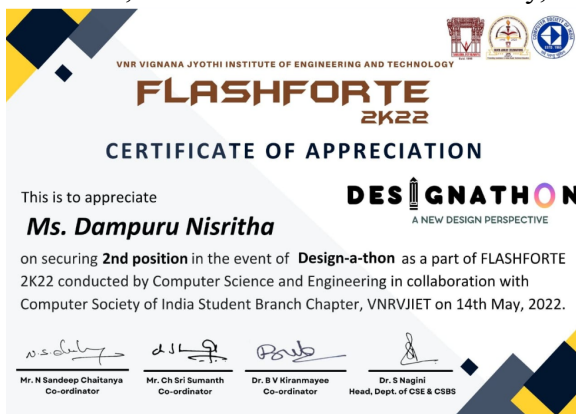 VNR VIGNANA JYOTHI INSTITUTE OF ENGINEERING AND TECHNOLOGY
FLASHFORTE
2K22
CERTIFICATE OF APPRECIATION
This is to appreciate
DESIGNATHON
A NEW DESIGN PERSPECTIVE
Ms. Dampuru Nisritha
on securing 2nd position in the event of Design-a-thon as a part of FLASHFORTE
2K22 conducted by Computer Science and Engineering in collaboration with
Computer Society of India Student Branch Chapter, VNRVJIET on 14th May, 2022.
Mr. N Sandeep Chaitanya
Co-ordinator
Mr. Ch Sri Sumanth
Co-ordinator
Dr. B V Kiranmayee
Co-ordinator
Dr. S Nagini
Head, Dept. of CSE & CSBS